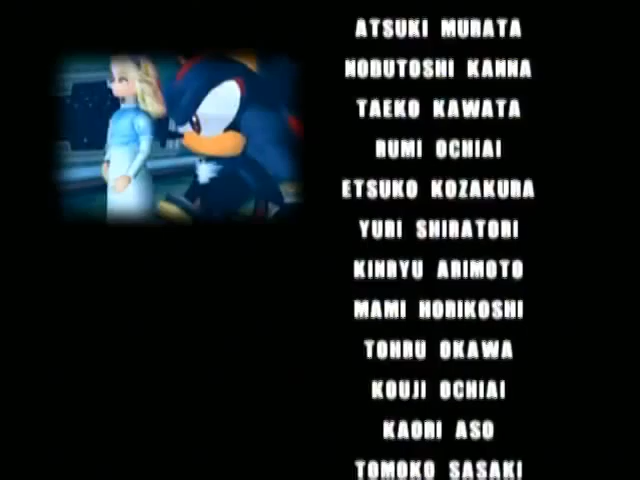 ATSUKI MURATA
NOBUTOSHI KANNA
TAEKO KAWATA
RUMI OCHIAI
ETSUKO KOZAKURA
YURI SHIRATORI
KINRYU ARIMOTO
MAMI HORIKOSHI
TOHRU OKAWA
KOUJI OCHIAI
KAORI ASO
TOMOKO SASAKI